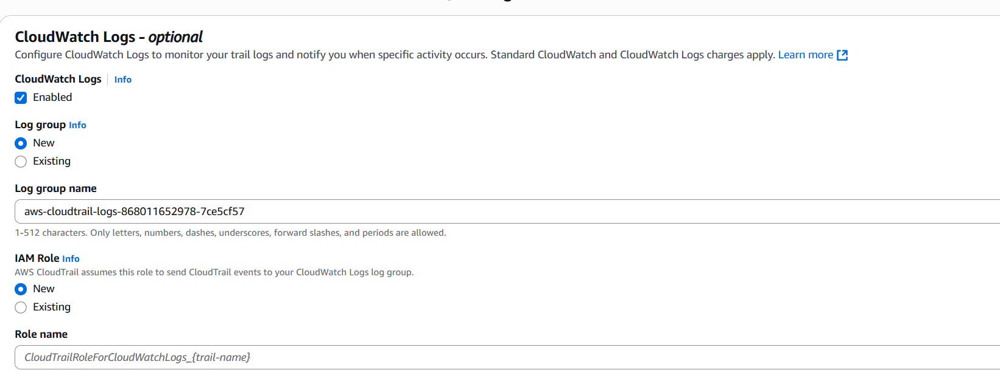 CloudWatch Logs - optional
Configure CloudWatch Logs to monitor your trail logs and notify you when specific activity occurs. Standard CloudWatch and CloudWatch Logs charges apply. Learn more
CloudWatch Logs Info
Enabled
Log group Info
New
Existing
Log group name
aws-cloudtrail-logs-868011652978-7ce5cf57
1-512 characters. Only letters, numbers, dashes, underscores, forward slashes, and periods are allowed.
IAM Role Info
AWS CloudTrail assumes this role to send CloudTrail events to your CloudWatch Logs log group.
New
Existing
Role name
CloudTrailRoleForCloudWatchLogs_{trail-name}